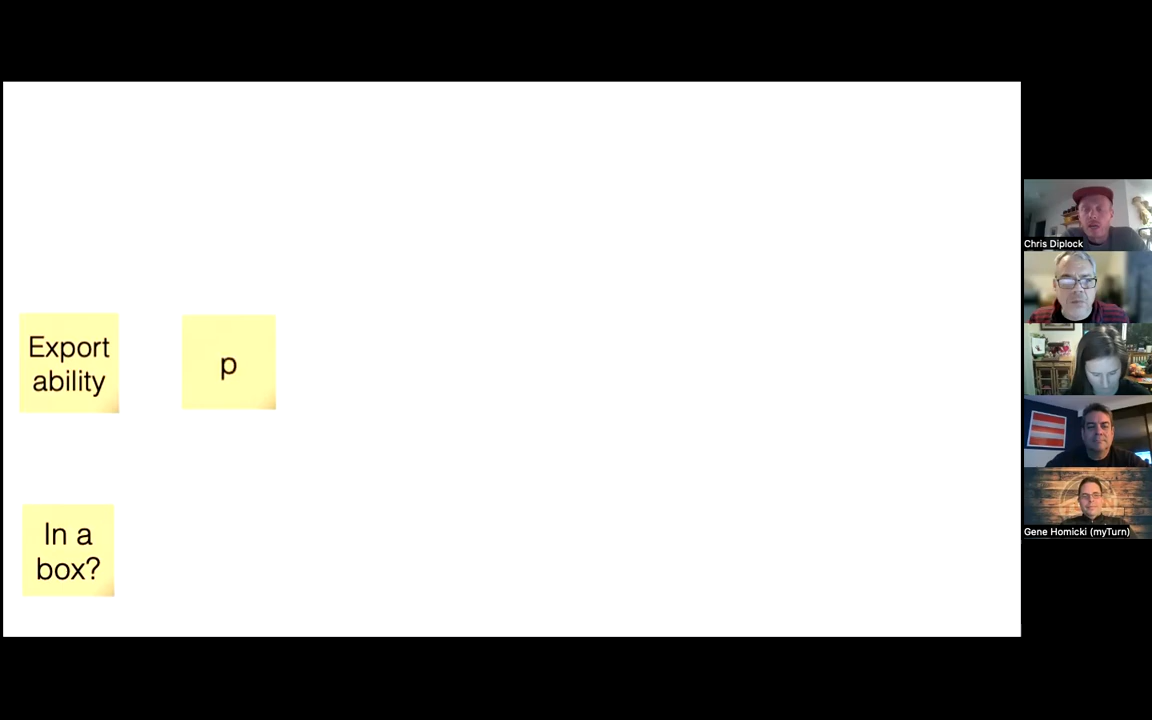 Export
ability
p
In a
box?
Chris Diplock
Gene Homicki (myTurn)